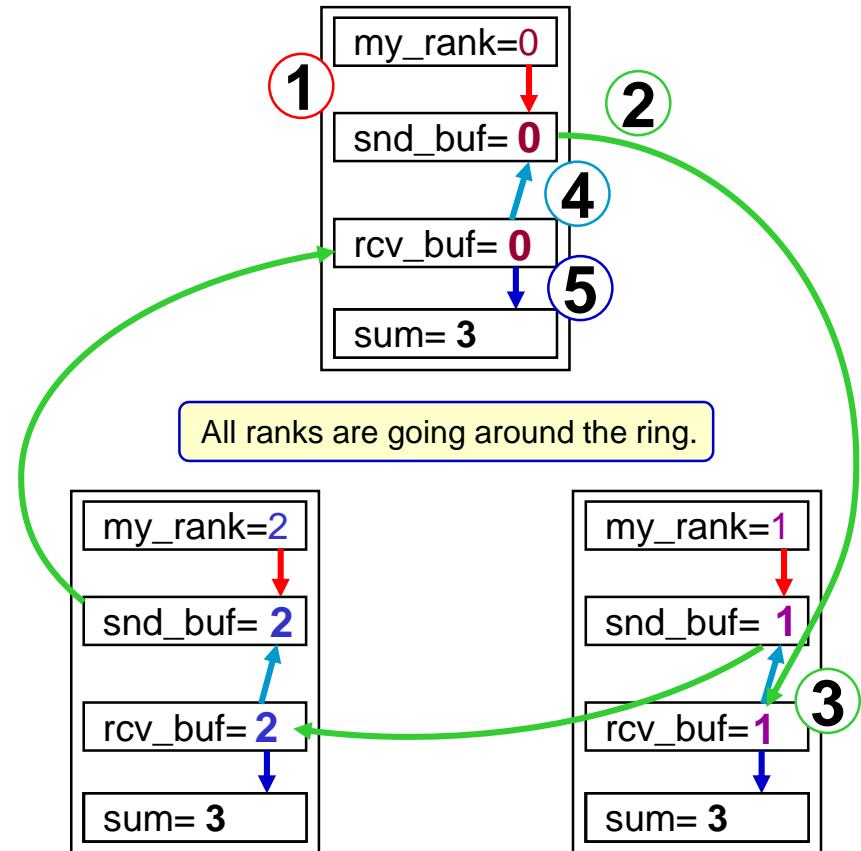 my_rank=0
1
2
snd_buf= 0
4
rcv_buf= 0
5
sum= 3
All ranks are going around the ring.
my_rank=2
snd_buf= 2
rcv_buf= 2
sum= 3
my_rank=1
snd_buf= 1
rcv_buf=1
3
sum= 3